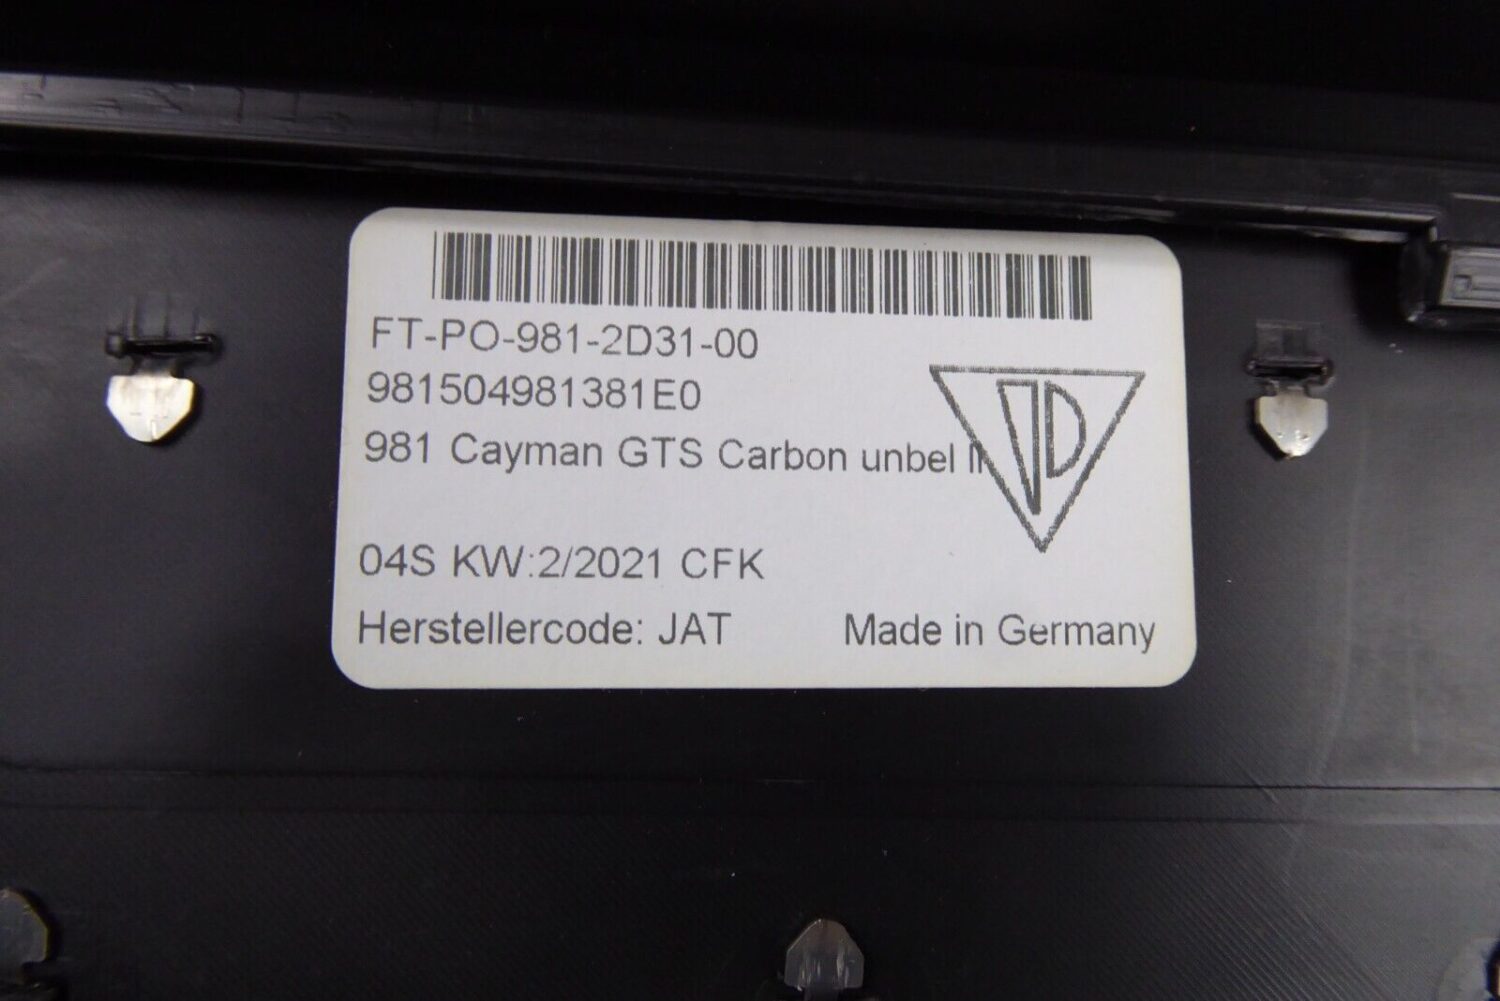 FT-PO-981-2D31-00
981504981381E0
981 Cayman GTS Carbon unbel
04S KW:2/2021 CFK
Herstellercode: JAT Made in Germany